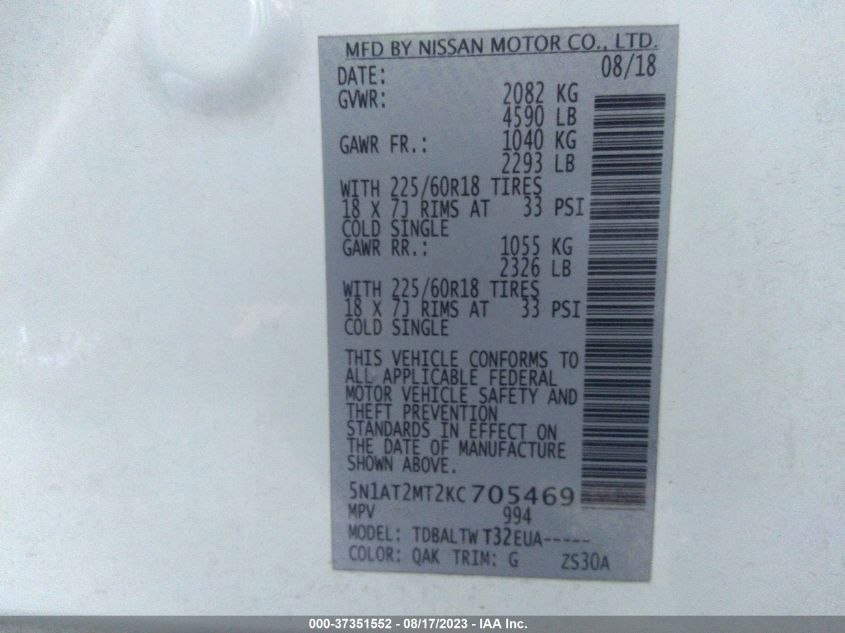 MFD BY NISSAN MOTOR CO., LTD.
DATE: 08/18
GVWR: 2082 KG
4590 LB
GAWR FR.: 1040 KG
2293 LB
WITH 225/60R18 TIRES
18 X 7J RIMS AT 33 PSI
COLD SINGLE
GAWR RR.: 1055 KG
2326 LB
WITH 225/60R18 TIRES
18 X 7J RIMS AT 33 PSI
COLD SINGLE
THIS VEHICLE CONFORMS TO
ALL APPLICABLE FEDERAL
MOTOR VEHICLE SAFETY AND
THEFT PREVENTION
STANDARDS IN EFFECT ON
THE DATE OF MANUFACTURE
SHOWN ABOVE.
5N1AT2MT2KC705469
MPV 994
MODEL: TDBALTWT32EUA-----
COLOR: QAK TRIM: G ZS30A
000-37351552 - 08/17/2023 - IAA Inc.